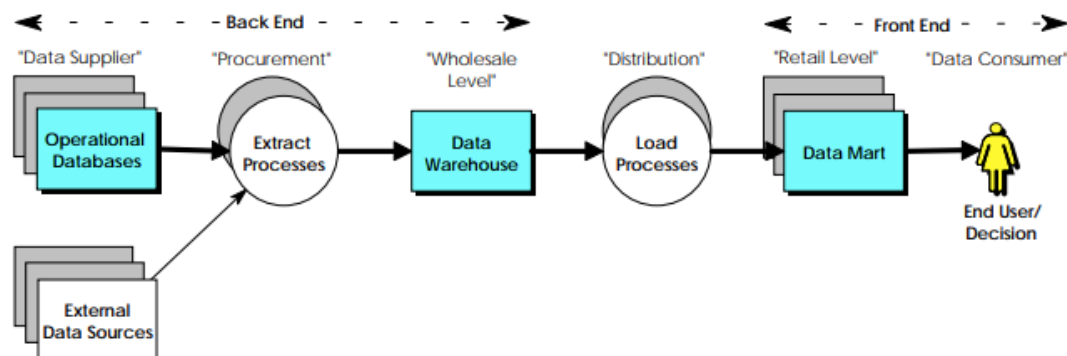 Back End
Front End
"Data Supplier"
"Procurement"
"Wholesale
Level"
"Distribution"
"Retail Level"
"Data Consumer"
Operational
Databases
Extract
Processes
Data
Warehouse
Load
Processes
Data Mart
End User/
Decision
External
Data Sources